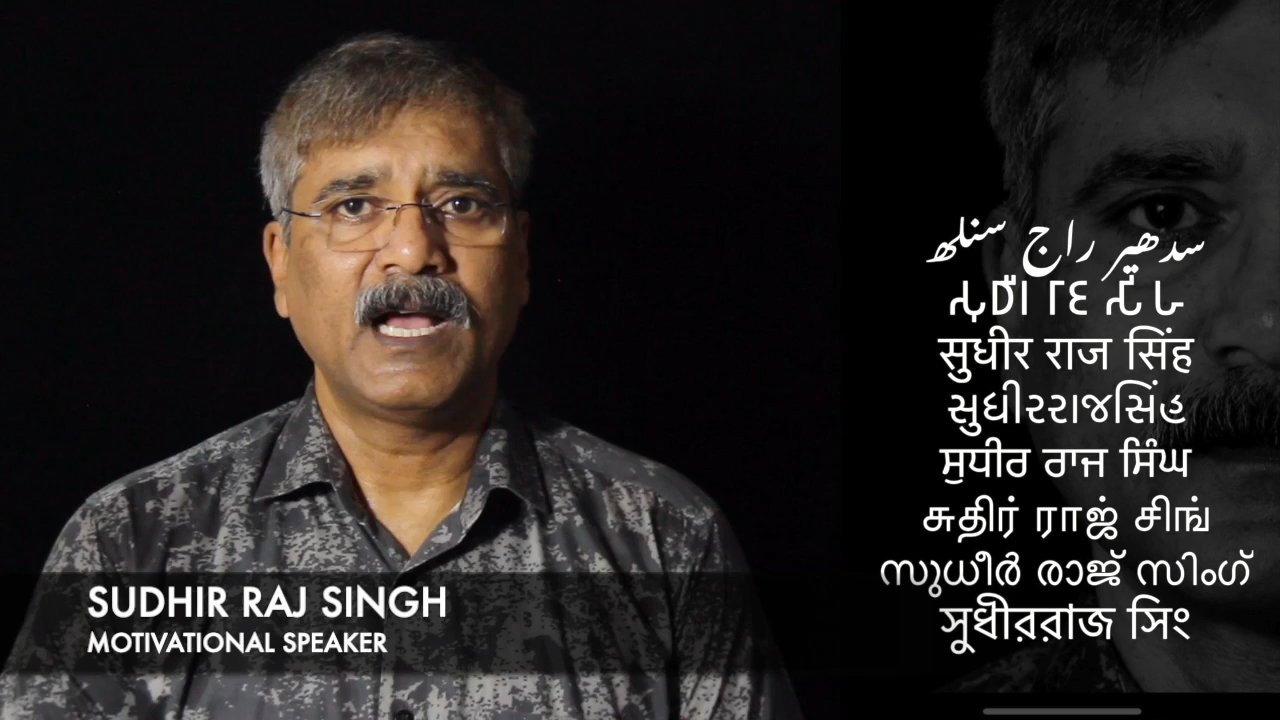 سدھیر راج سنلھ
सुधीर राज सिंह
સુધીરરાજસિંહ
ਸੁਧੀਰ ਰਾਜ ਸਿੰਘ
சுதிர் ராஜ் சிங்
സുധീർ രാജ് സിംഗ്
সুধীররাজ সিং
SUDHIR RAJ SINGH
MOTIVATIONAL SPEAKER